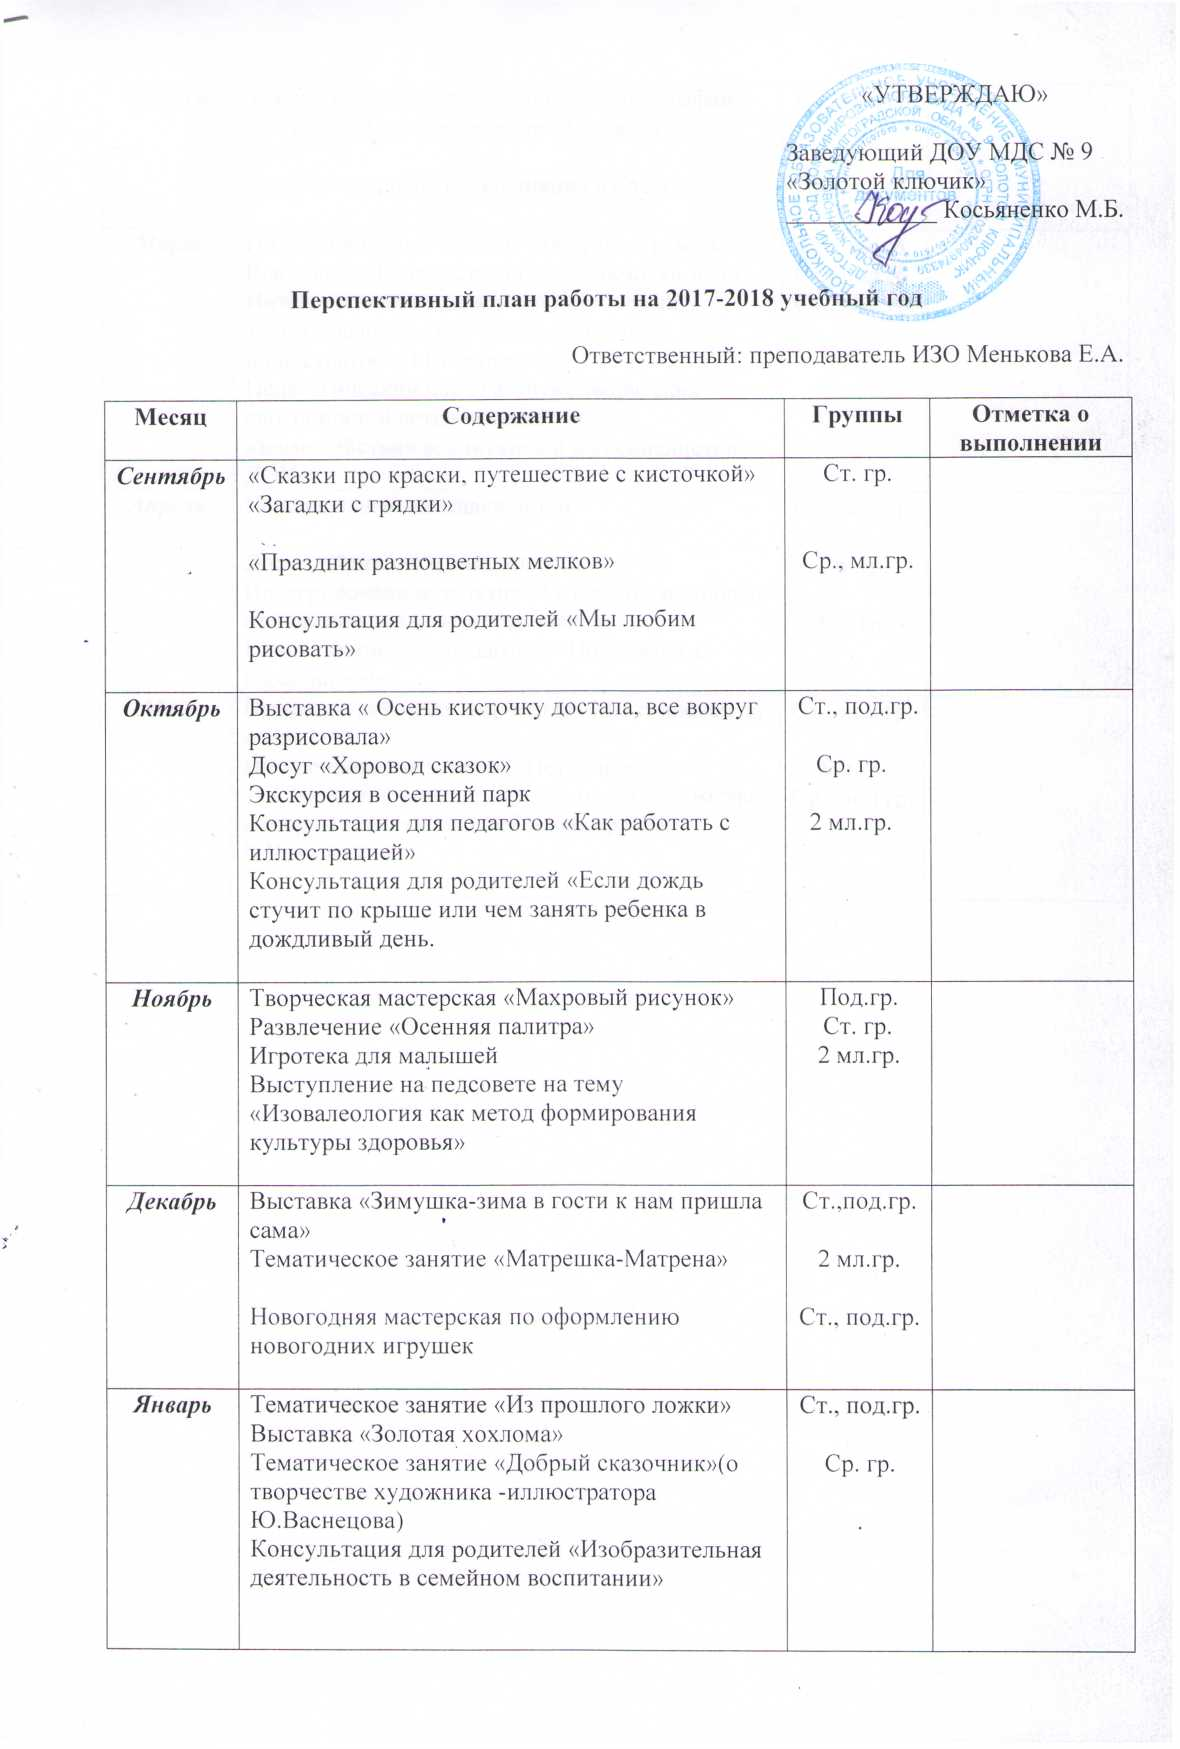 «УТВЕРЖДАЮ»
Заведующий ДОУ МДС № 9
«Золотой ключик»
Косьяненко М.Б.
Для
документов
Перспективный план работы на 2017-2018 учебный год
Ответственный: преподаватель ИЗО Менькова Е.А.
Месяц Содержание Группы Отметка о
выполнении
Сентябрь «Сказки про краски, путешествие с кисточкой» Ст. гр.
«Загадки с грядки»
«Праздник разноцветных мелков» Ср., мл.гр.
Консультация для родителей «Мы любим
рисовать»
Октябрь Выставка « Осень кисточку достала, все вокруг Ст., под.гр.
разрисовала»
Досуг «Хоровод сказок» Ср. гр.
Экскурсия в осенний парк
Консультация для педагогов «Как работать с 2 мл.гр.
иллюстрацией»
Консультация для родителей «Если дождь
стучит по крыше или чем занять ребенка в
дождливый день.
Ноябрь Творческая мастерская «Махровый рисунок» Под.гр.
Развлечение «Осенняя палитра» Ст. гр.
Игротека для малышей 2 мл.гр.
Выступление на педсовете на тему
«Изовалеология как метод формирования
культуры здоровья»
Декабрь Выставка «Зимушка-зима в гости к нам пришла Ст.,под.гр.
сама»
Тематическое занятие «Матрешка-Матрена» 2 мл.гр.
Новогодняя мастерская по оформлению Ст., под.гр.
новогодних игрушек
Январь Тематическое занятие «Из прошлого ложки» Ст., под.гр.
Выставка «Золотая хохлома»
Тематическое занятие «Добрый сказочник»(о Ср. гр.
творчестве художника -иллюстратора
Ю.Васнецова)
Консультация для родителей «Изобразительная
деятельность в семейном воспитании»